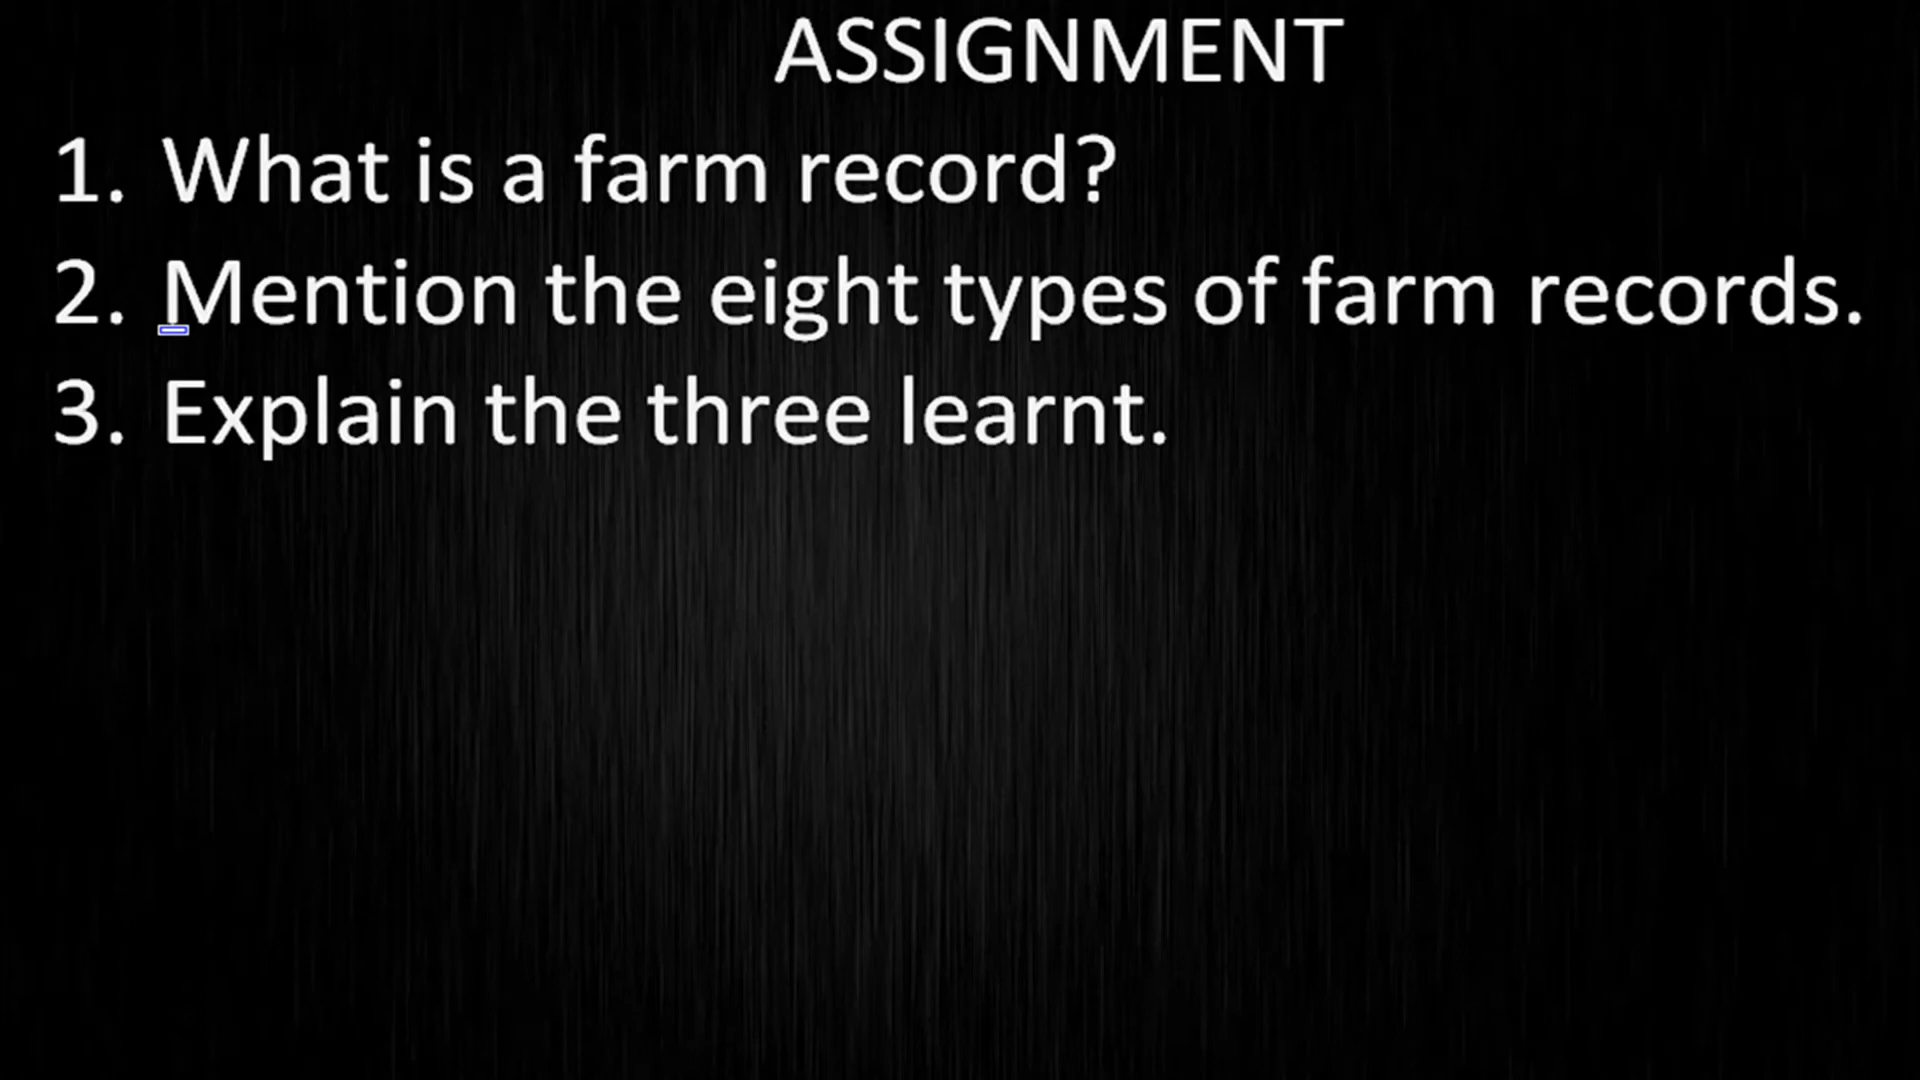 ASSIGNMENT
1. What is a farm record?
2. Mention the eight types of farm records.
3. Explain the three learnt.